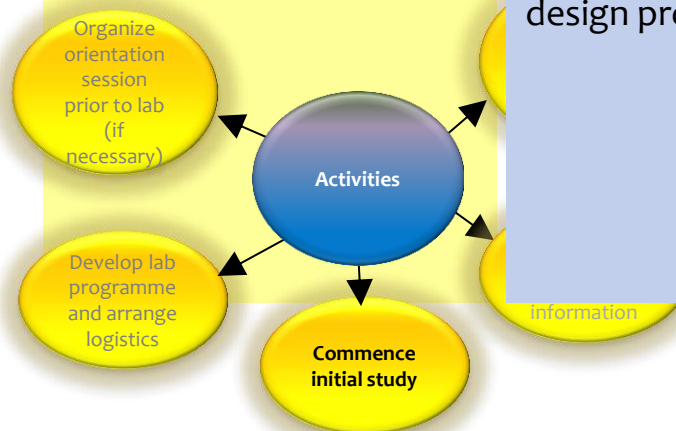 design pr
Organize
orientation
session
prior to lab
(if
necessary)
Activities
Develop lab
programme
and arrange
logistics
information
Commence
initial study